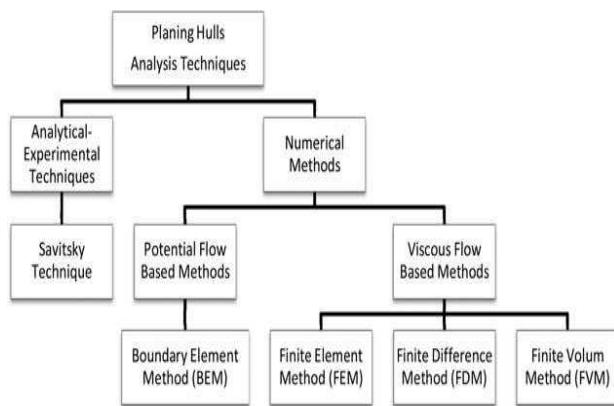 Planing Hulls
Analysis Techniques
Analytical-
Experimental
Techniques
Numerical
Methods
Savitsky
Technique
Potential Flow
Based Methods
Viscous Flow
Based Methods
Boundary Element
Method (BEM)
Finite Element
Method (FEM)
Finite Difference
Method (FDM)
Finite Volum
Method (FVM)